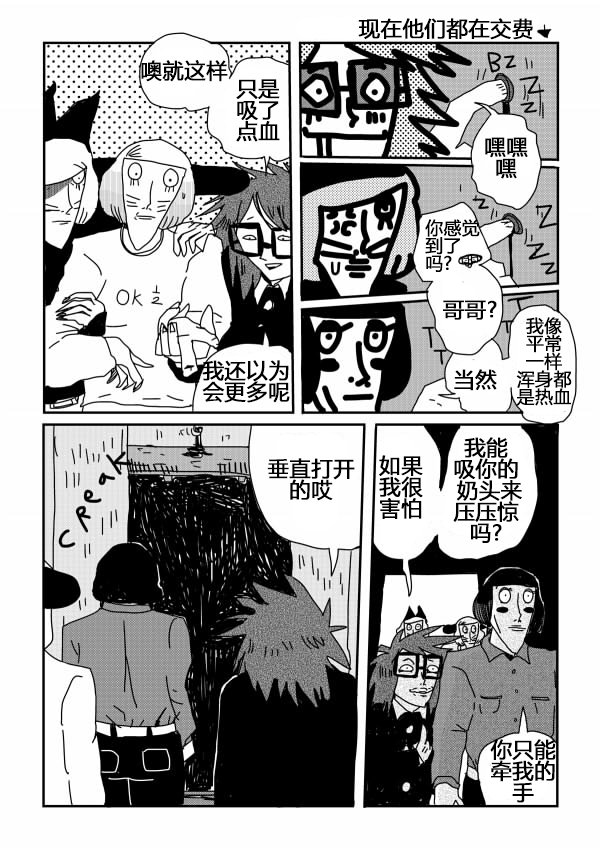 噢就这样
只是
吸了
点血
OK
我还以为
会更多呢
现在他们都在交费
BZ
Z
Z
Z
嘿嘿
嘿
你感觉
到了
吗?
Z
Z
哥哥?
T
T
当然
我像
平常
一样
浑身都
是热血
CREAK
垂直打开
的哎
如果
我很
害怕
我能
吸你的
奶头来
压压惊
吗?
你只能
牵我的
手